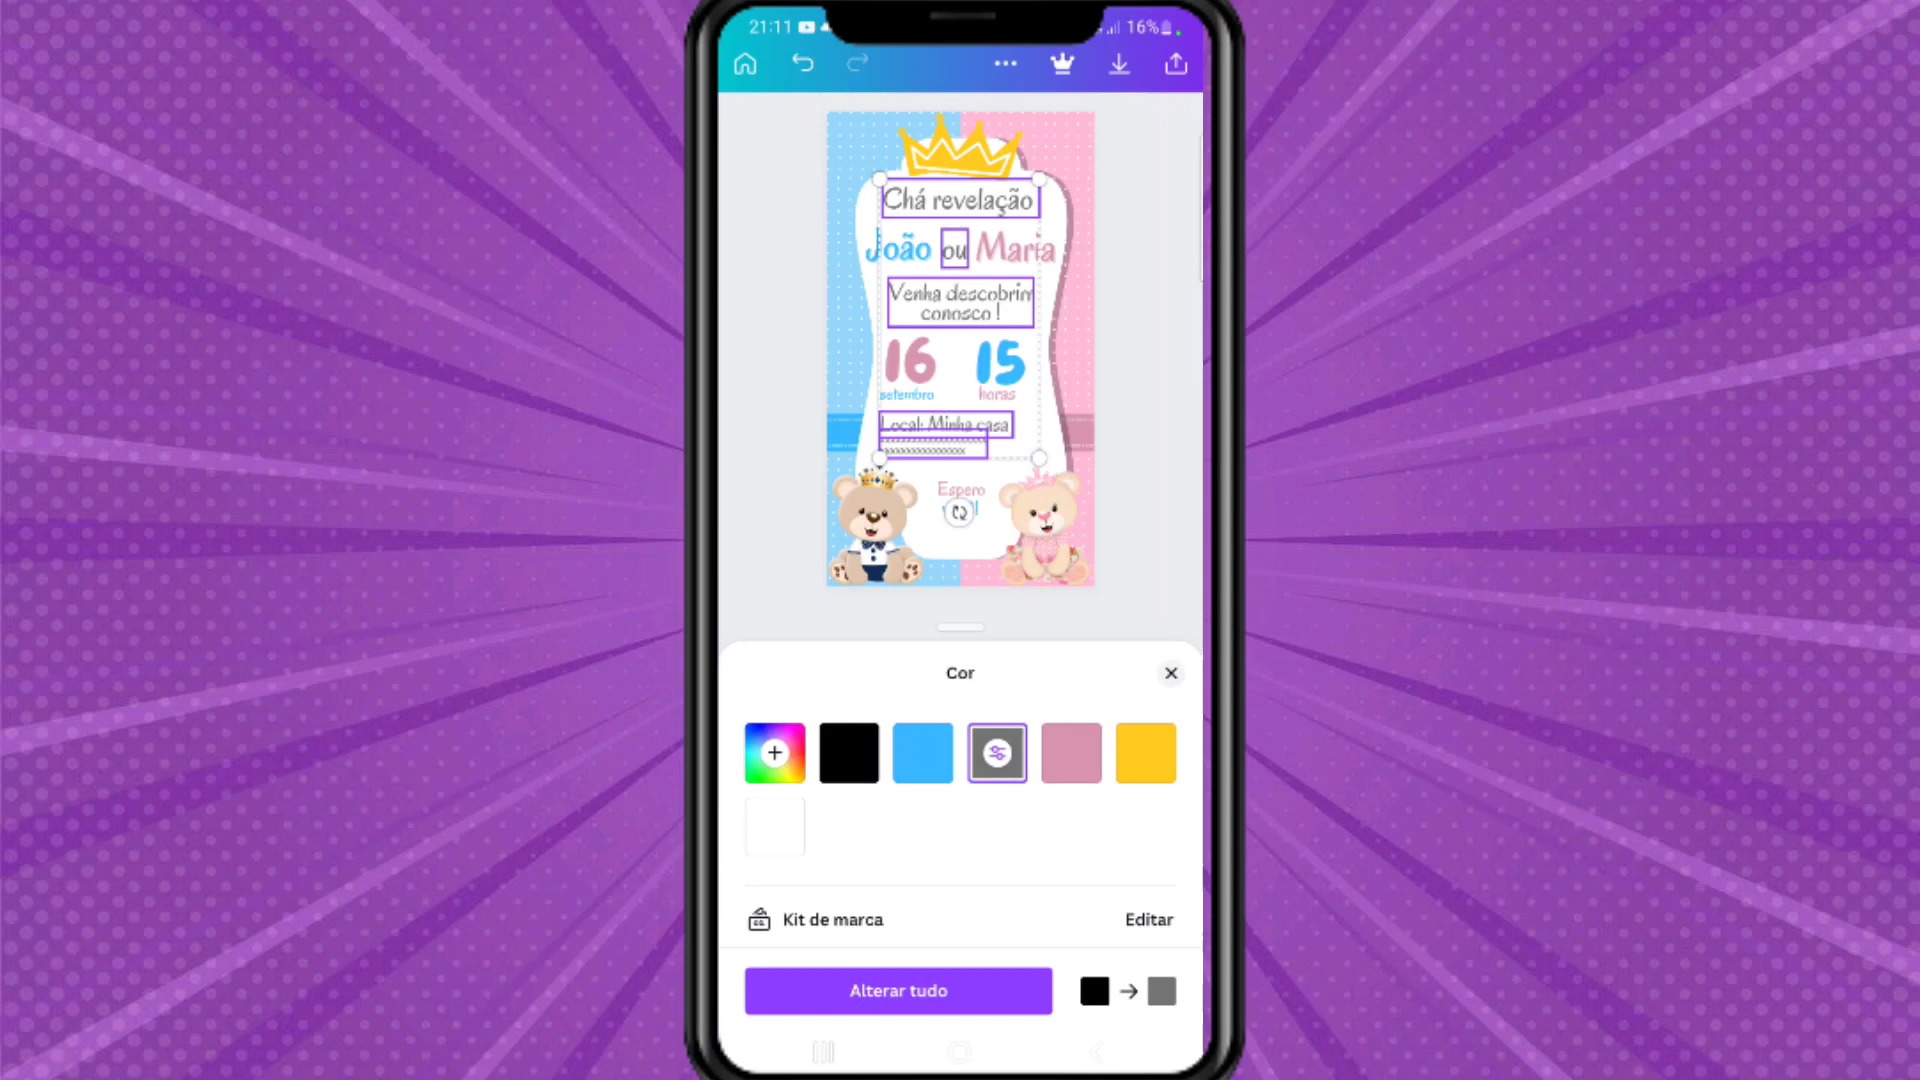 21:11
16%
Chá revelação
João ou Maria
Venha descobrir
conosco !
16 15
setembro horas
Local: Minha casa
Espero
Cor
Kit de marca Editar
Alterar tudo